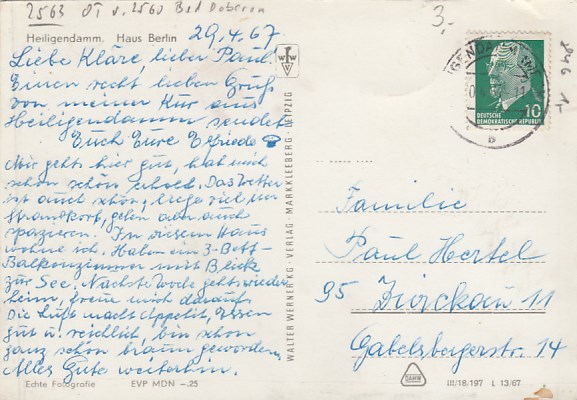 2563 OT v. 2560 Bad Doberan
3,-
Heiligendamm. Haus Berlin
29.4.67
Liebe Kläre, lieber Paul!
Einen recht lieben Gruß
von meiner Kur aus
Heiligendamm sendet
Euch Eure Elfriede
Mir geht's hier gut, hab mich
schon schön erholt. Das Wetter
ist auch schön, liege viel im
Strandkorb, gehen aber auch
spazieren. In diesem Haus
wohne ich. Habe ein 3-Bett-
Balkonzimmer mit Blick
zur See. Nächste Woche geht's wieder
heim, freue mich darauf.
Die Luft macht Appetit, Essen
gut u. reichlich, bin schon
ganz schön braun geworden.
Alles Gute weiterhin.
Echte Fotografie EVP MDN -.25
WALTER WERNER KG · VERLAG · MARKKLEEBERG-LEIPZIG
10
DEUTSCHE
DEMOKRATISCHE REPUBLIK
b
Familie
Paul Hertel
95 Zwickau 11
Gabelsbergerstr. 14
III/18/197 L 13/67